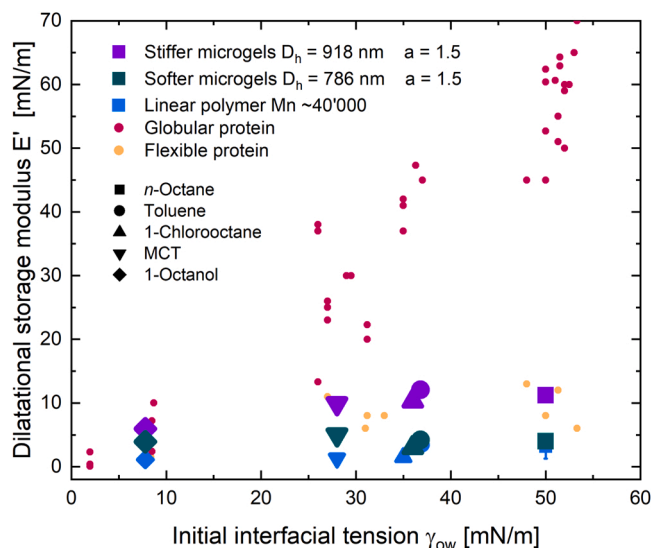 Dilatational storage modulus E' [mN/m]
70
60
50
40
30
20
10
0
Stiffer microgels Dₕ = 918 nm a = 1.5
Softer microgels Dₕ = 786 nm a = 1.5
Linear polymer Mn ~40'000
Globular protein
Flexible protein
n-Octane
Toluene
1-Chlorooctane
MCT
1-Octanol
0 10 20 30 40 50 60
Initial interfacial tension γow [mN/m]